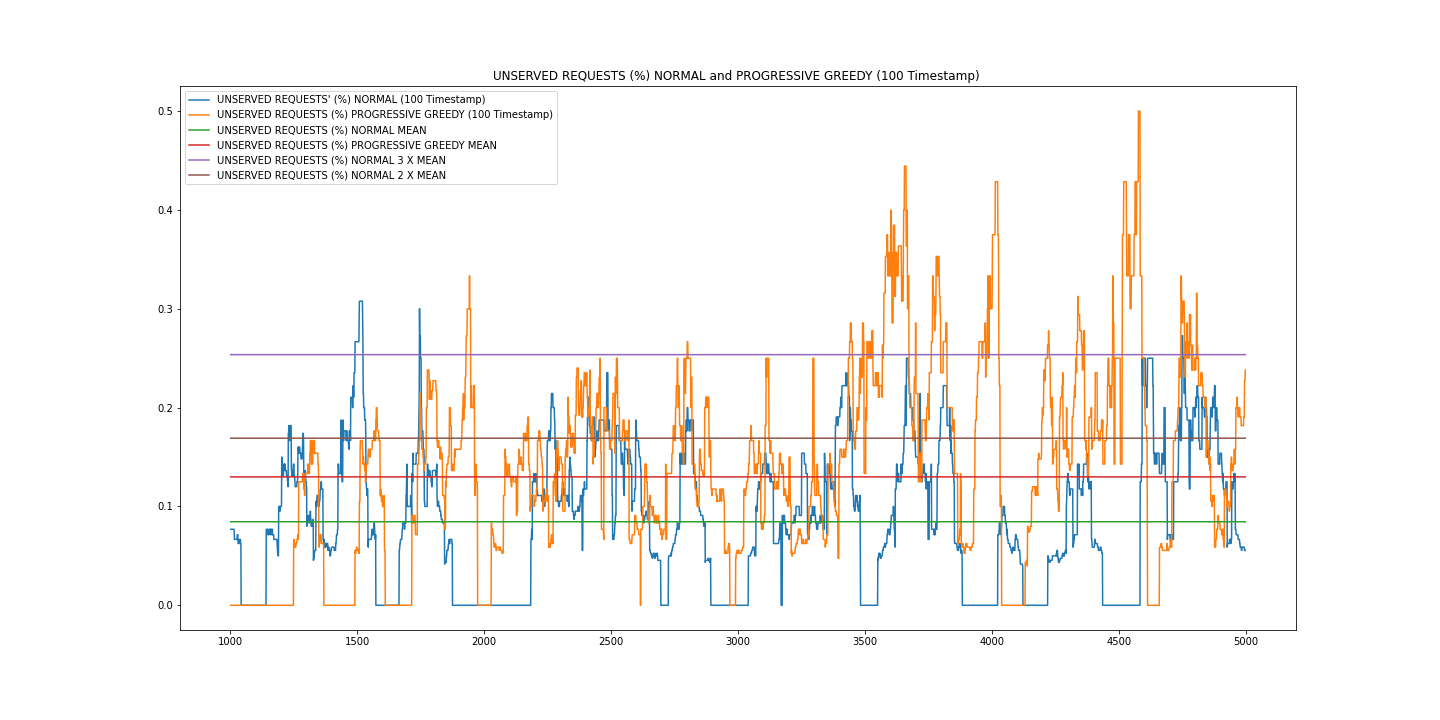 UNSERVED REQUESTS (%) NORMAL and PROGRESSIVE GREEDY (100 Timestamp)
UNSERVED REQUESTS' (%) NORMAL (100 Timestamp)
UNSERVED REQUESTS (%) PROGRESSIVE GREEDY (100 Timestamp)
UNSERVED REQUESTS (%) NORMAL MEAN
UNSERVED REQUESTS (%) PROGRESSIVE GREEDY MEAN
UNSERVED REQUESTS (%) NORMAL 3 X MEAN
UNSERVED REQUESTS (%) NORMAL 2 X MEAN
0.5
0.4
0.3
0.2
0.1
0.0
1000 1500 2000 2500 3000 3500 4000 4500 5000